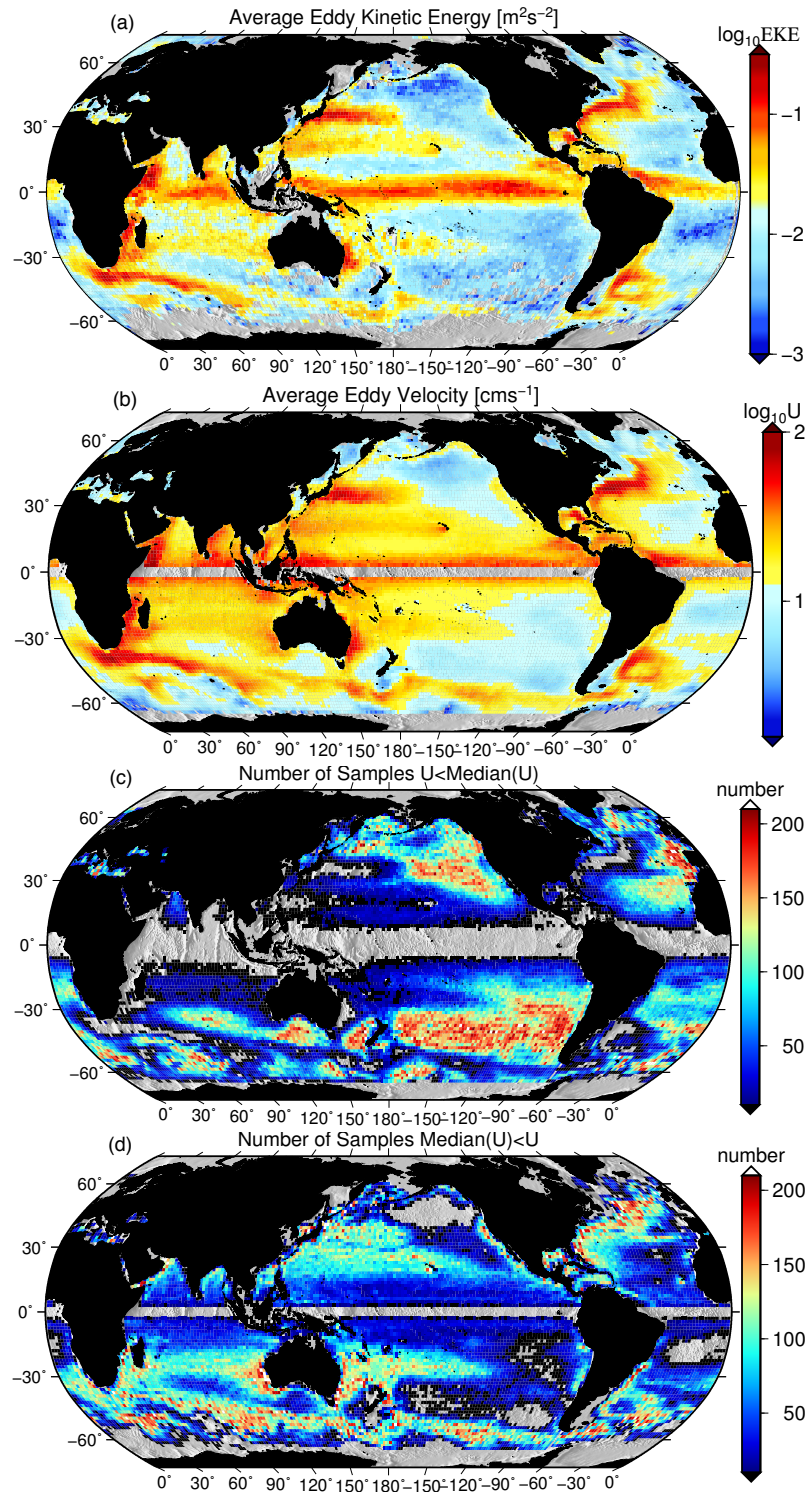 (a) Average Eddy Kinetic Energy [m²s⁻²]
log₁₀EKE
60°
30°
0°
−30°
−60°
−1
−2
−3
0° 30° 60° 90° 120° 150° 180° −150° −120° −90° −60° −30° 0°
(b) Average Eddy Velocity [cms⁻¹]
log₁₀U
60°
30°
0°
−30°
−60°
2
1
0° 30° 60° 90° 120° 150° 180° −150° −120° −90° −60° −30° 0°
(c) Number of Samples U<Median(U)
number
60°
30°
0°
−30°
−60°
200
150
100
50
0° 30° 60° 90° 120° 150° 180° −150° −120° −90° −60° −30° 0°
(d) Number of Samples Median(U)<U
number
60°
30°
0°
−30°
−60°
200
150
100
50
0° 30° 60° 90° 120° 150° 180° −150° −120° −90° −60° −30° 0°